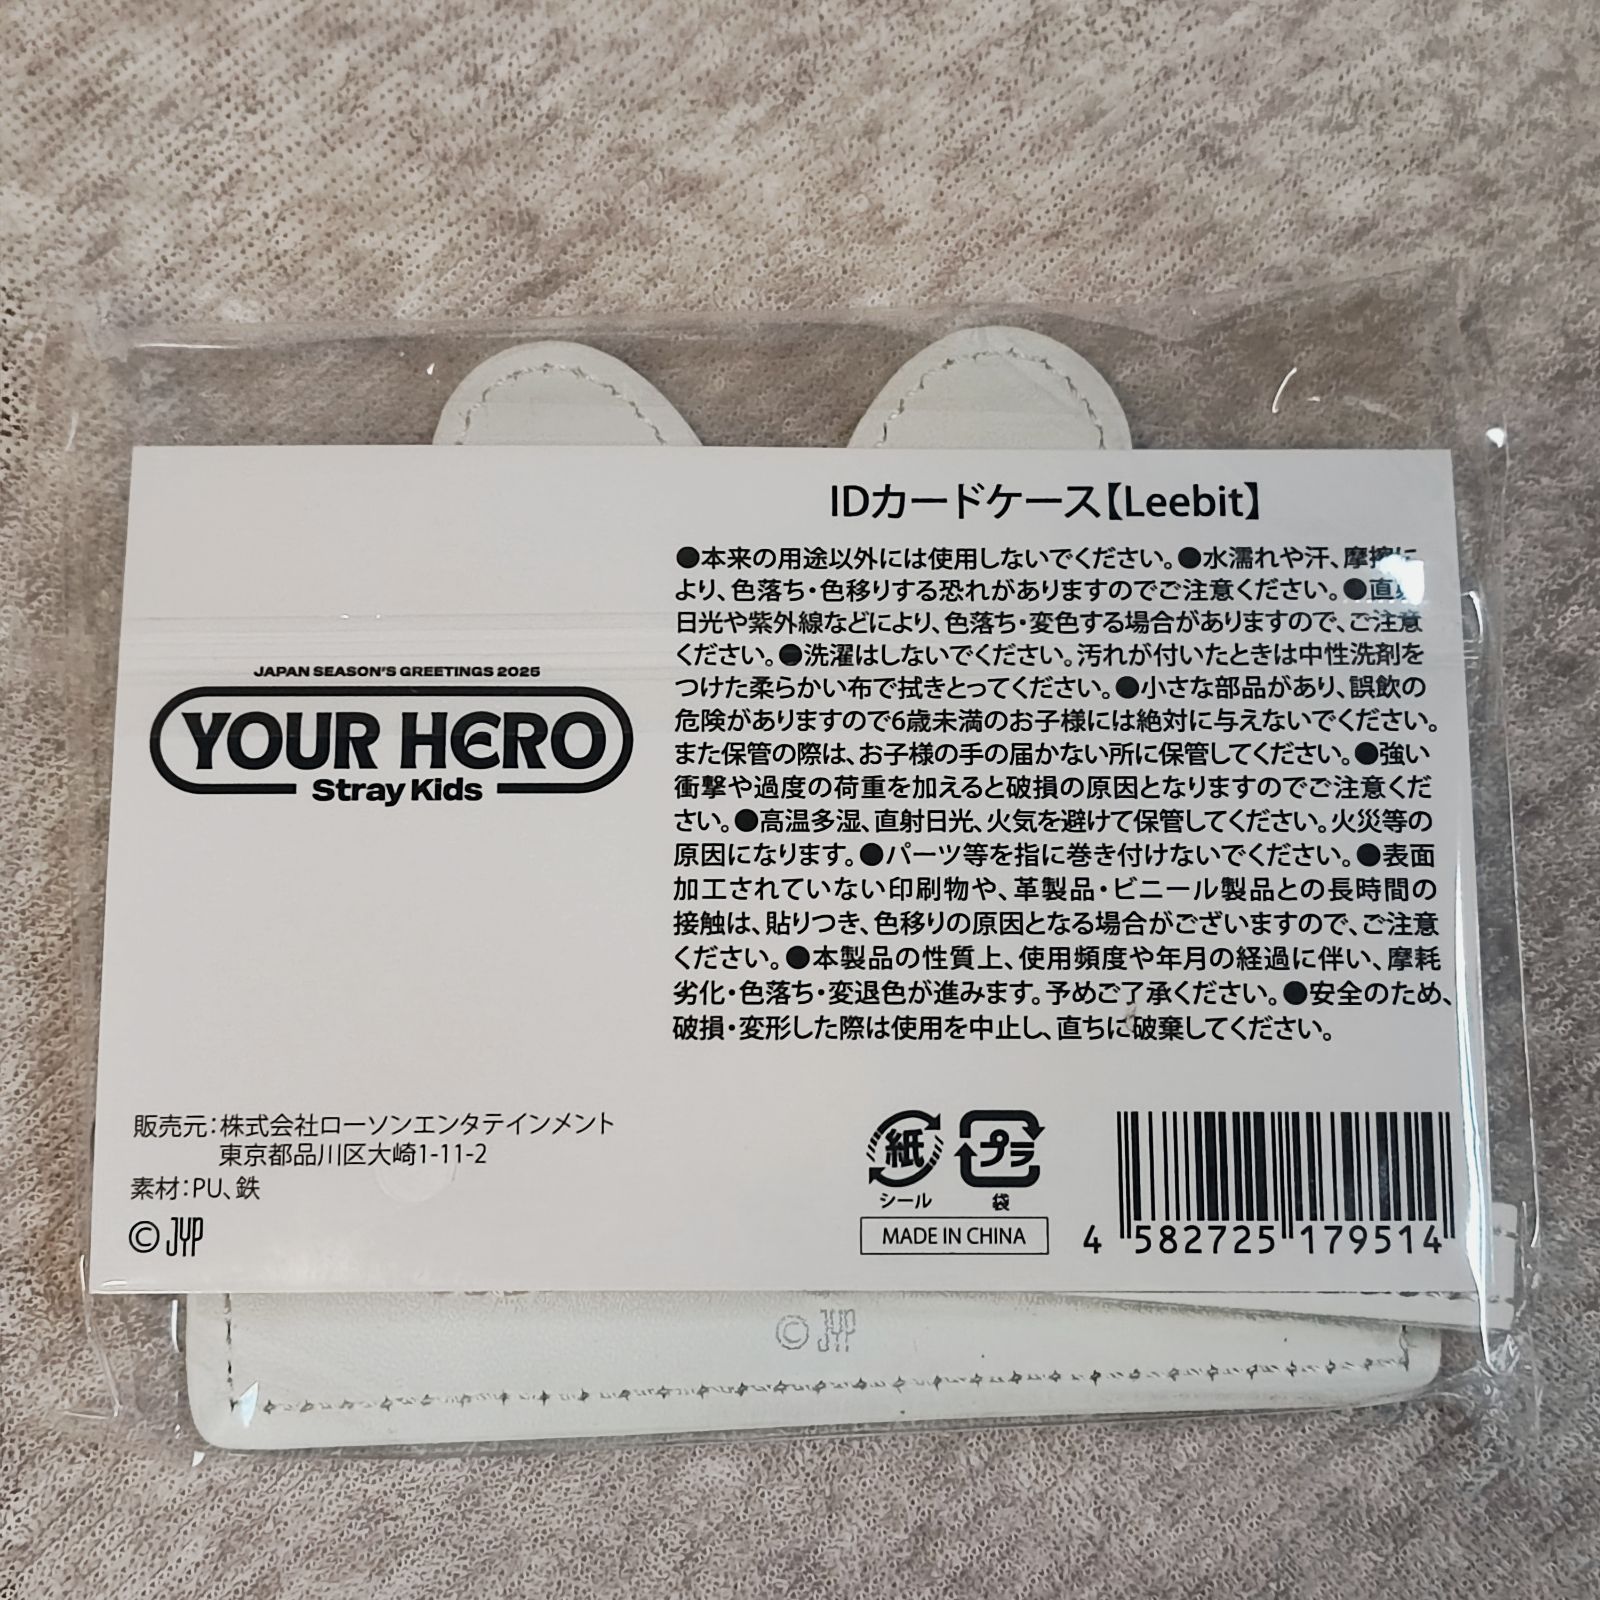 IDカードケース【Leebit】
●本来の用途以外には使用しないでください。●水濡れや汗、摩擦に
より、色落ち・色移りする恐れがありますのでご注意ください。●直射
日光や紫外線などにより、色落ち・変色する場合がありますので、ご注意
ください。●洗濯はしないでください。汚れが付いたときは中性洗剤を
つけた柔らかい布で拭きとってください。●小さな部品があり、誤飲の
危険がありますので6歳未満のお子様には絶対に与えないでください。
また保管の際は、お子様の手の届かない所に保管してください。●強い
衝撃や過度の荷重を加えると破損の原因となりますのでご注意くだ
さい。●高温多湿、直射日光、火気を避けて保管してください。火災等の
原因になります。●パーツ等を指に巻き付けないでください。●表面
加工されていない印刷物や、革製品・ビニール製品との長時間の
接触は、貼りつき、色移りの原因となる場合がございますので、ご注意
ください。●本製品の性質上、使用頻度や年月の経過に伴い、摩耗
劣化・色落ち・変退色が進みます。予めご了承ください。●安全のため、
破損・変形した際は使用を中止し、直ちに破棄してください。
JAPAN SEASON'S GREETINGS 2025
YOUR HERO
Stray Kids
販売元：株式会社ローソンエンタテインメント
東京都品川区大崎1-11-2
素材：PU、鉄
© JYP
紙
シール
プラ
袋
MADE IN CHINA
4 582725 179514
© JYP